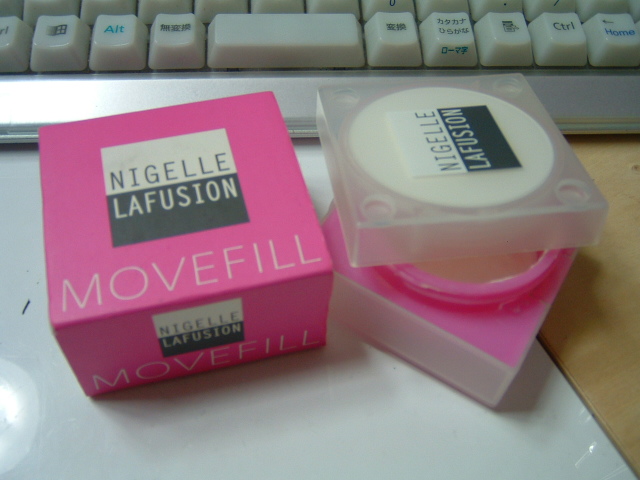 Alt
無変換
変換
カタカナ
ひらがな
ローマ字
Ctrl
←
Home
NIGELLE
LAFUSION
MOVEFILL
NIGELLE
LAFUSION
MOVEFILL
NIGELLE
LAFUSION